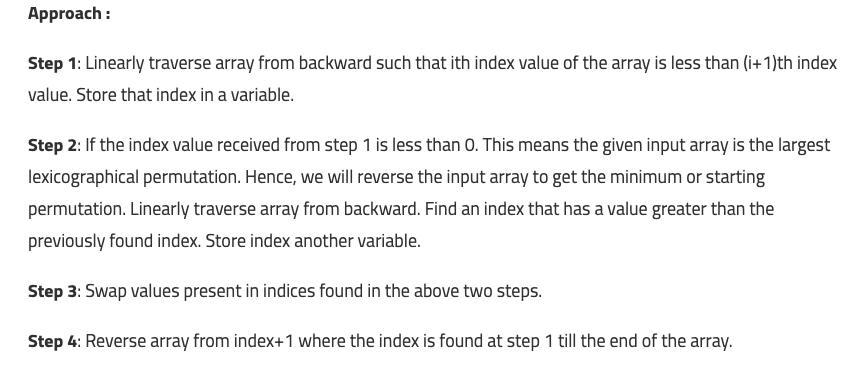 Approach :
Step 1: Linearly traverse array from backward such that ith index value of the array is less than (i+1)th index
value. Store that index in a variable.
Step 2: If the index value received from step 1 is less than 0. This means the given input array is the largest
lexicographical permutation. Hence, we will reverse the input array to get the minimum or starting
permutation. Linearly traverse array from backward. Find an index that has a value greater than the
previously found index. Store index another variable.
Step 3: Swap values present in indices found in the above two steps.
Step 4: Reverse array from index+1 where the index is found at step 1 till the end of the array.